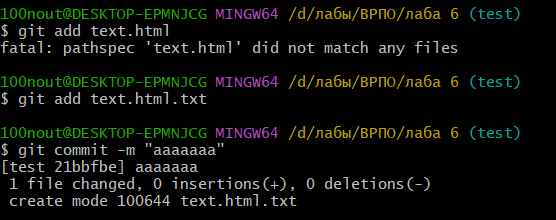 100nout@DESKTOP-EPMNJCG MINGW64 /d/лабы/ВРПО/лаба 6 (test)
$ git add text.html
fatal: pathspec 'text.html' did not match any files
100nout@DESKTOP-EPMNJCG MINGW64 /d/лабы/ВРПО/лаба 6 (test)
$ git add text.html.txt
100nout@DESKTOP-EPMNJCG MINGW64 /d/лабы/ВРПО/лаба 6 (test)
$ git commit -m "aaaaaaa"
[test 21bbfbe] aaaaaaa
1 file changed, 0 insertions(+), 0 deletions(-)
create mode 100644 text.html.txt